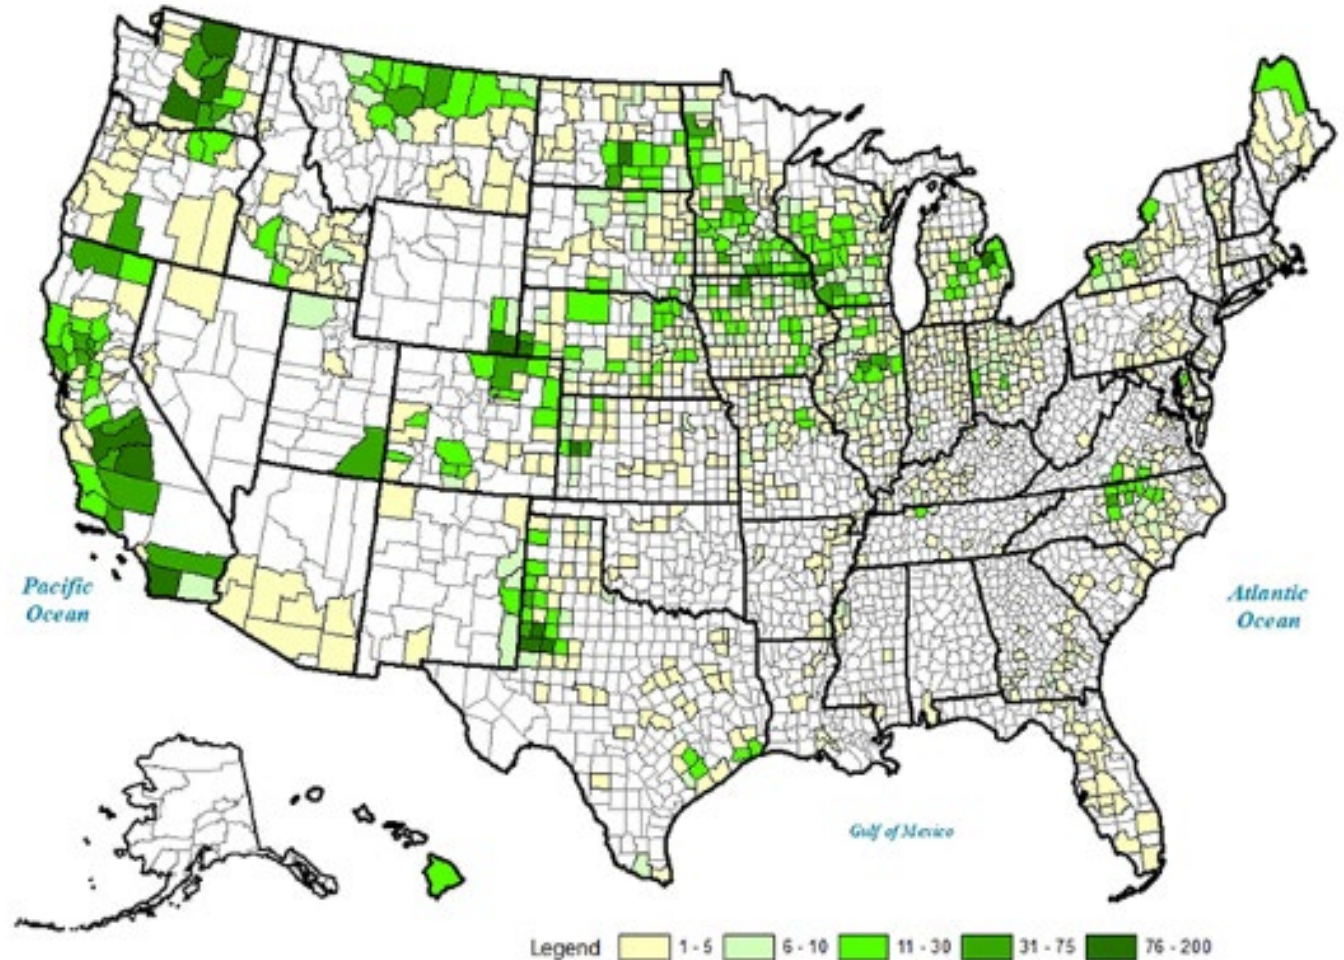 Pacific
Ocean
Atlantic
Ocean
Gulf of Mexico
Legend 1 - 5 6 - 10 11 - 30 31 - 75 76 - 200